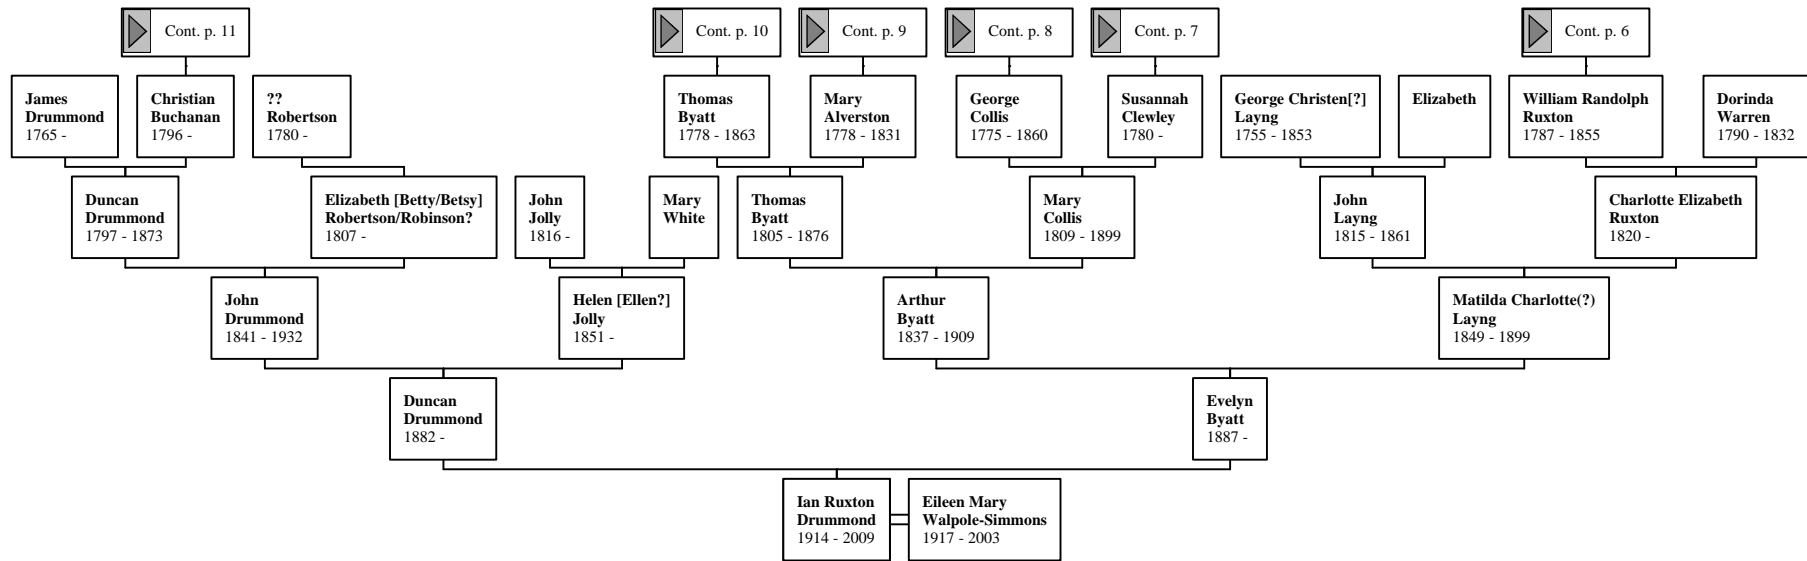 Cont. p. 11
Cont. p. 10
Cont. p. 9
Cont. p. 8
Cont. p. 7
Cont. p. 6
James
Drummond
1765 -
Christian
Buchanan
1796 -
??
Robertson
1780 -
Thomas
Byatt
1778 - 1863
Mary
Alverston
1778 - 1831
George
Collis
1775 - 1860
Susannah
Clewley
1780 -
George Christen[?]
Layng
1755 - 1853
Elizabeth
William Randolph
Ruxton
1787 - 1855
Dorinda
Warren
1790 - 1832
Duncan
Drummond
1797 - 1873
Elizabeth [Betty/Betsy]
Robertson/Robinson?
1807 -
John
Jolly
1816 -
Mary
White
Thomas
Byatt
1805 - 1876
Mary
Collis
1809 - 1899
John
Layng
1815 - 1861
Charlotte Elizabeth
Ruxton
1820 -
John
Drummond
1841 - 1932
Helen [Ellen?]
Jolly
1851 -
Arthur
Byatt
1837 - 1909
Matilda Charlotte(?)
Layng
1849 - 1899
Duncan
Drummond
1882 -
Evelyn
Byatt
1887 -
Ian Ruxton
Drummond
1914 - 2009
Eileen Mary
Walpole-Simmons
1917 - 2003